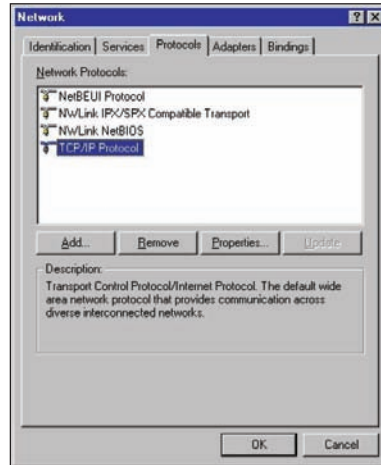 Network
Identification Services Protocols Adapters Bindings
Network Protocols:
NetBEUI Protocol
NWLink IPX/SPX Compatible Transport
NWLink NetBIOS
TCP/IP Protocol
Add... Remove Properties... Update
Description:
Transport Control Protocol/Internet Protocol. The default wide
area network protocol that provides communication across
diverse interconnected networks.
OK Cancel